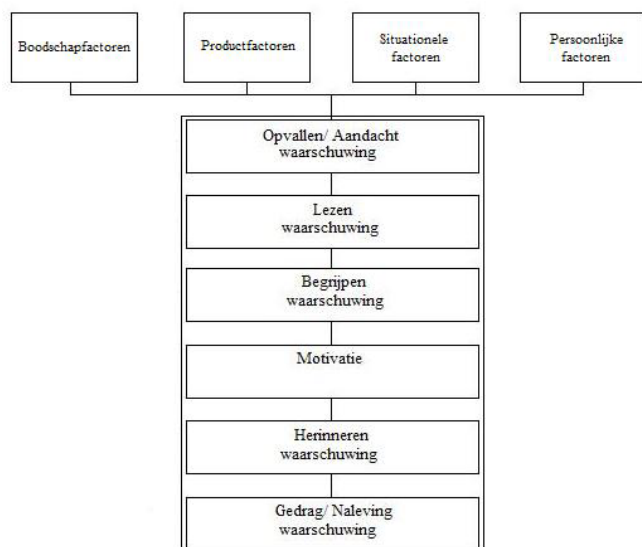 Boodschapfactoren
Productfactoren
Situationele
factoren
Persoonlijke
factoren
Opvallen/ Aandacht
waarschuwing
Lezen
waarschuwing
Begrijpen
waarschuwing
Motivatie
Herinneren
waarschuwing
Gedrag/ Naleving
waarschuwing